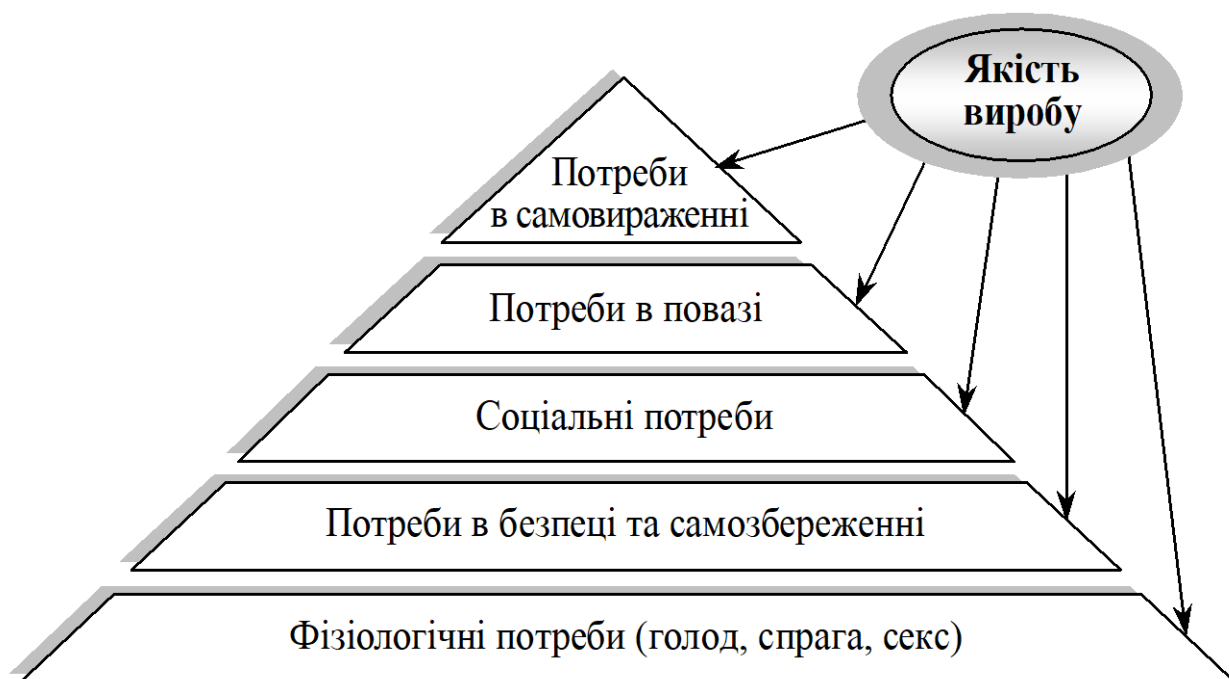 Якість
виробу
Потреби
в самовираженні
Потреби в повазі
Соціальні потреби
Потреби в безпеці та самозбереженні
Фізіологічні потреби (голод, спрага, секс)